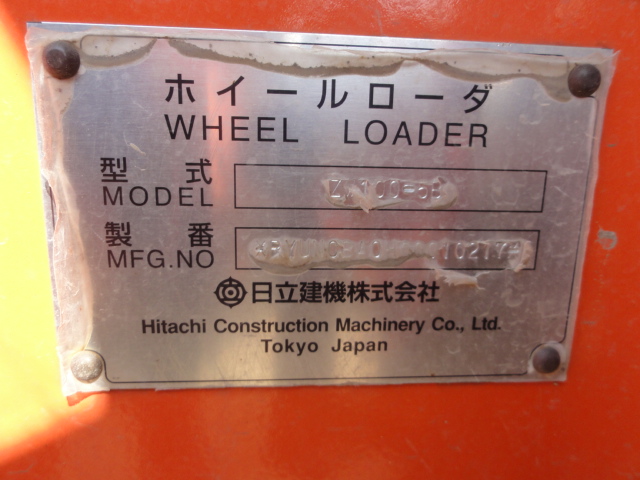 ホイールローダ
WHEEL LOADER
型式
MODEL
製番
MFG.NO
日立建機株式会社
Hitachi Construction Machinery Co., Ltd.
Tokyo Japan